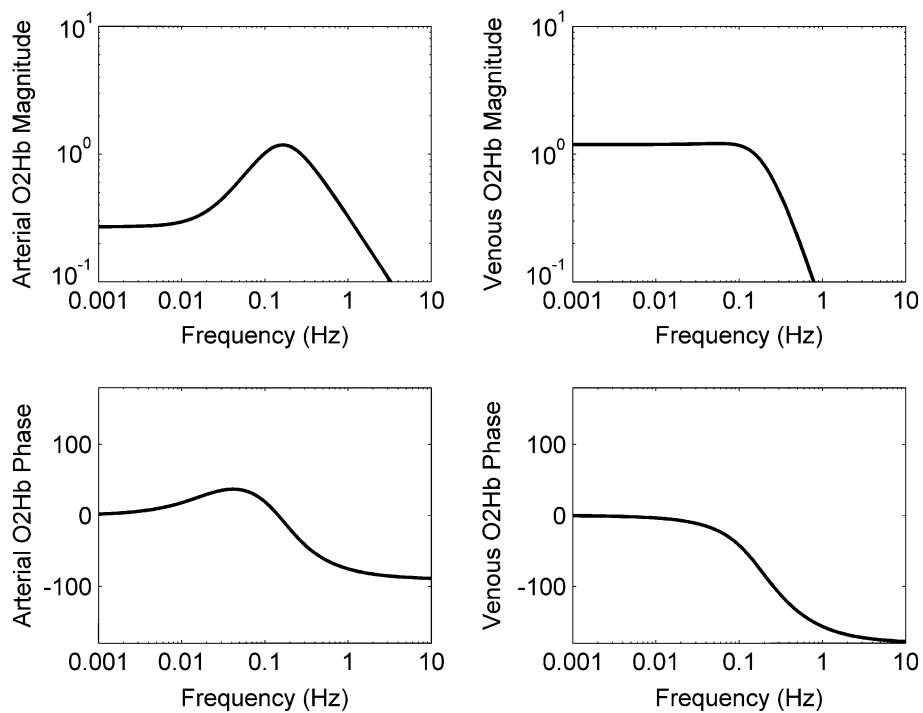 Arterial O2Hb Magnitude
10^1
10^0
10^-1
0.001 0.01 0.1 1 10
Frequency (Hz)
Venous O2Hb Magnitude
10^1
10^0
10^-1
0.001 0.01 0.1 1 10
Frequency (Hz)
Arterial O2Hb Phase
100
0
-100
0.001 0.01 0.1 1 10
Frequency (Hz)
Venous O2Hb Phase
100
0
-100
0.001 0.01 0.1 1 10
Frequency (Hz)